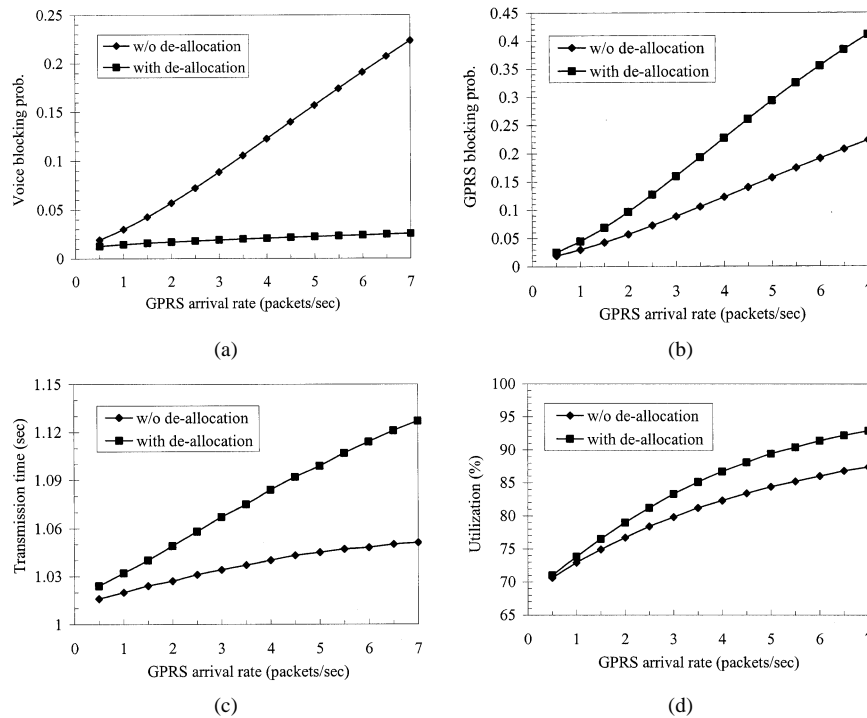 0.25
0.2
0.15
0.1
0.05
0
Voice blocking prob.
w/o de-allocation
with de-allocation
0 1 2 3 4 5 6 7
GPRS arrival rate (packets/sec)
(a)
0.45
0.4
0.35
0.3
0.25
0.2
0.15
0.1
0.05
0
GPRS blocking prob.
w/o de-allocation
with de-allocation
0 1 2 3 4 5 6 7
GPRS arrival rate (packets/sec)
(b)
1.15
1.12
1.09
1.06
1.03
1
Transmission time (sec)
w/o de-allocation
with de-allocation
0 1 2 3 4 5 6 7
GPRS arrival rate (packets/sec)
(c)
100
95
90
85
80
75
70
65
Utilization (%)
w/o de-allocation
with de-allocation
0 1 2 3 4 5 6 7
GPRS arrival rate (packets/sec)
(d)